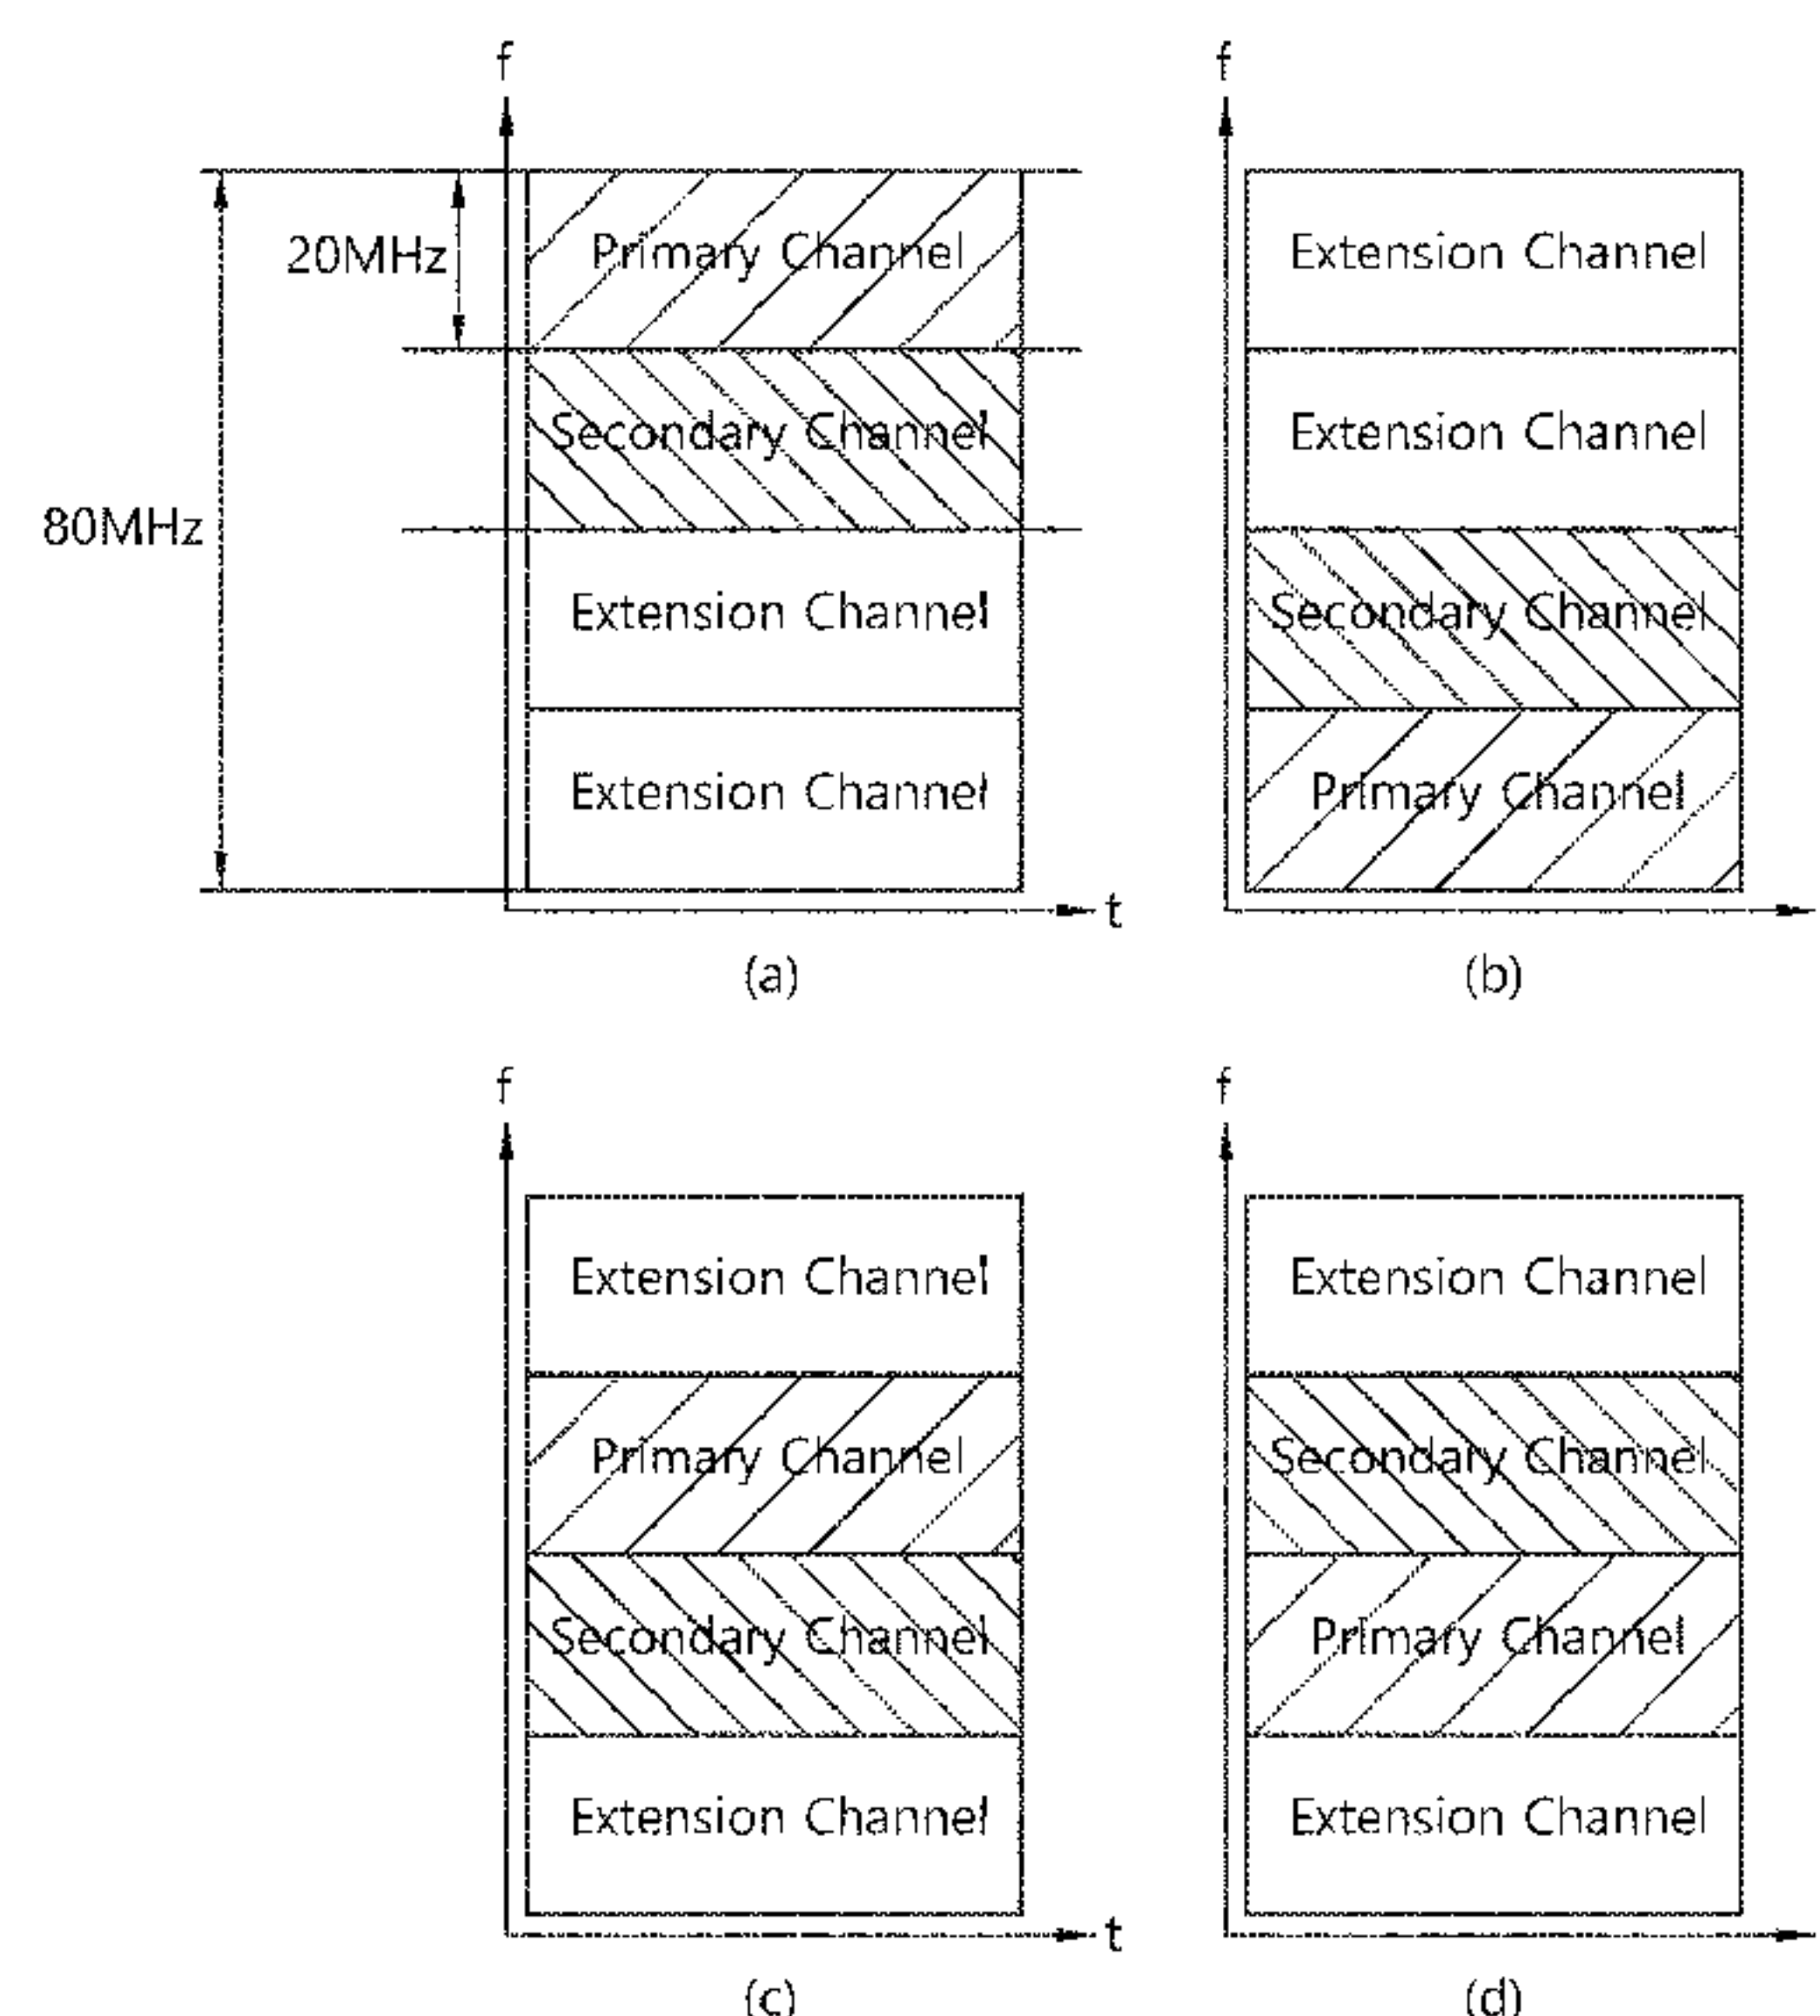 f
f
20MHz
Primary Channel
Extension Channel
Secondary Channel
Extension Channel
80MHz
Extension Channel
Secondary Channel
Extension Channel
Primary Channel
t
(a)
(b)
f
f
Extension Channel
Extension Channel
Primary Channel
Secondary Channel
Secondary Channel
Primary Channel
Extension Channel
Extension Channel
t
(c)
(d)